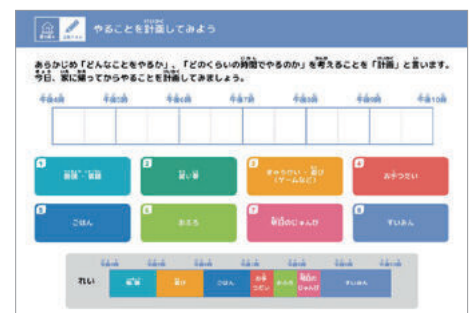 やることを計画してみよう
あらかじめ「どんなことをやるか」、「どのくらいの時間でやるのか」を考えることを「計画」と言います。
今日、家に帰ってからやることを計画してみましょう。
午後4時 午後5時 午後6時 午後7時 午後8時 午後9時 午後10時
1 2 習い事 3 きゅうけい・遊び 4 お手つだい
(ゲームなど)
5 ごはん 6 おふろ 7 明日のじゅんび 8 すいみん
れい 遊び ごはん お手つだい おふろ 明日のじゅんび すいみん